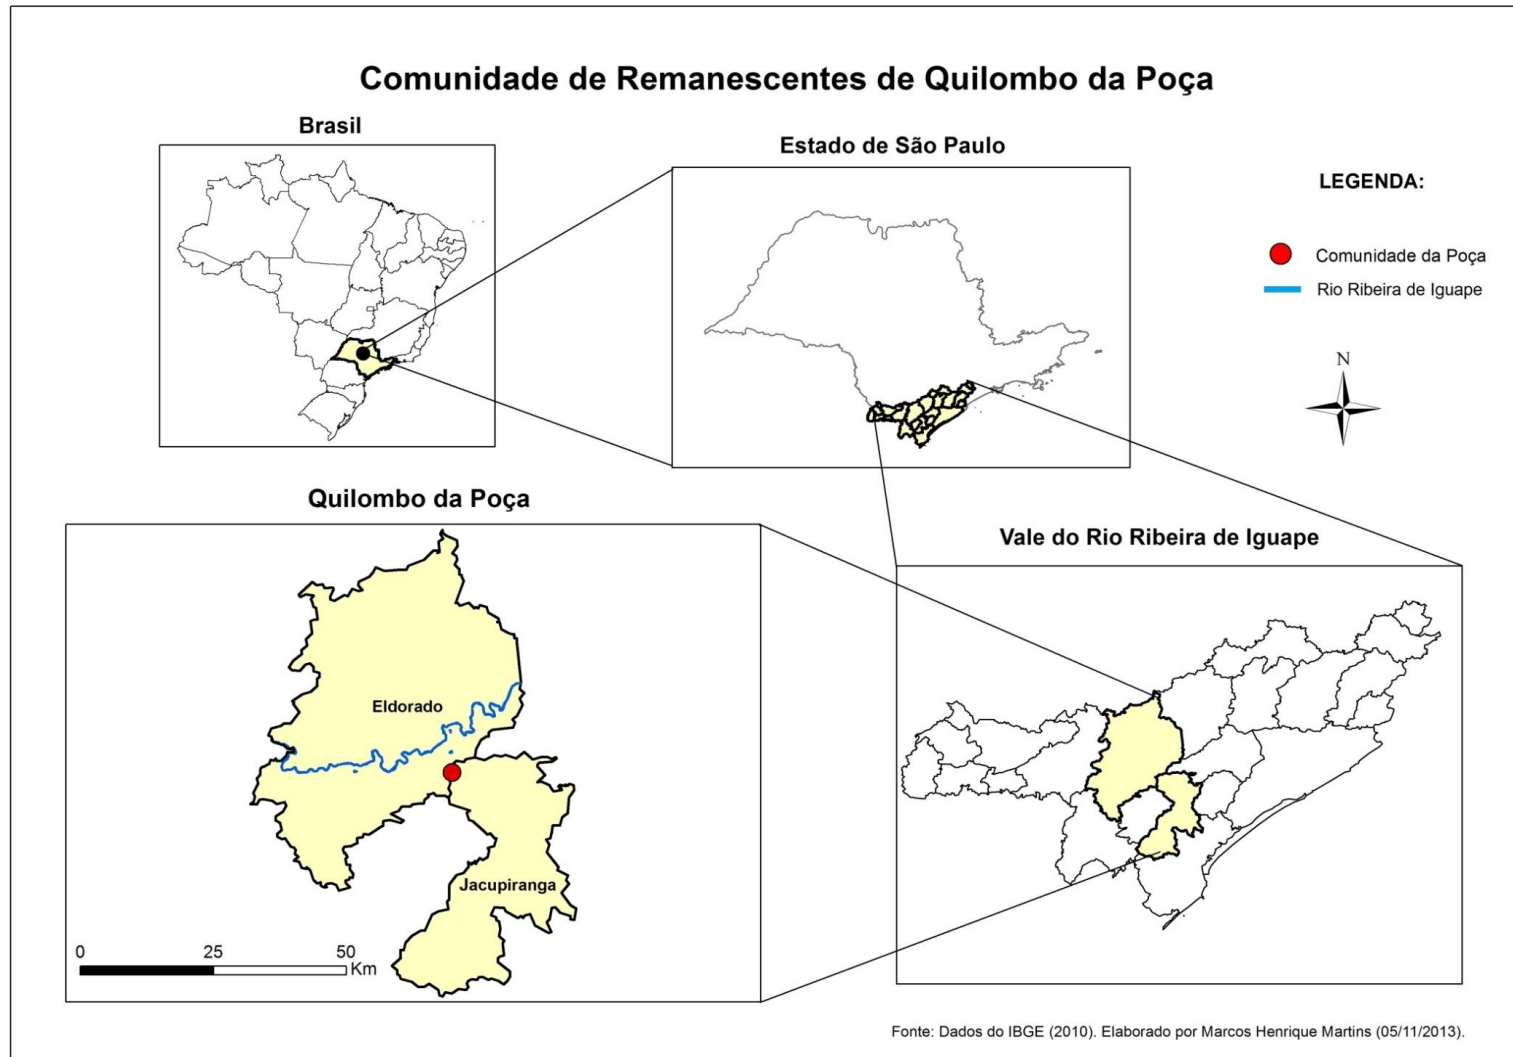 Comunidade de Remanescentes de Quilombo da Poça
Brasil
Estado de São Paulo
LEGENDA:
Comunidade da Poça
Rio Ribeira de Iguape
N
Quilombo da Poça
Eldorado
Jacupiranga
0 25 50
Km
Vale do Rio Ribeira de Iguape
Fonte: Dados do IBGE (2010). Elaborado por Marcos Henrique Martins (05/11/2013).